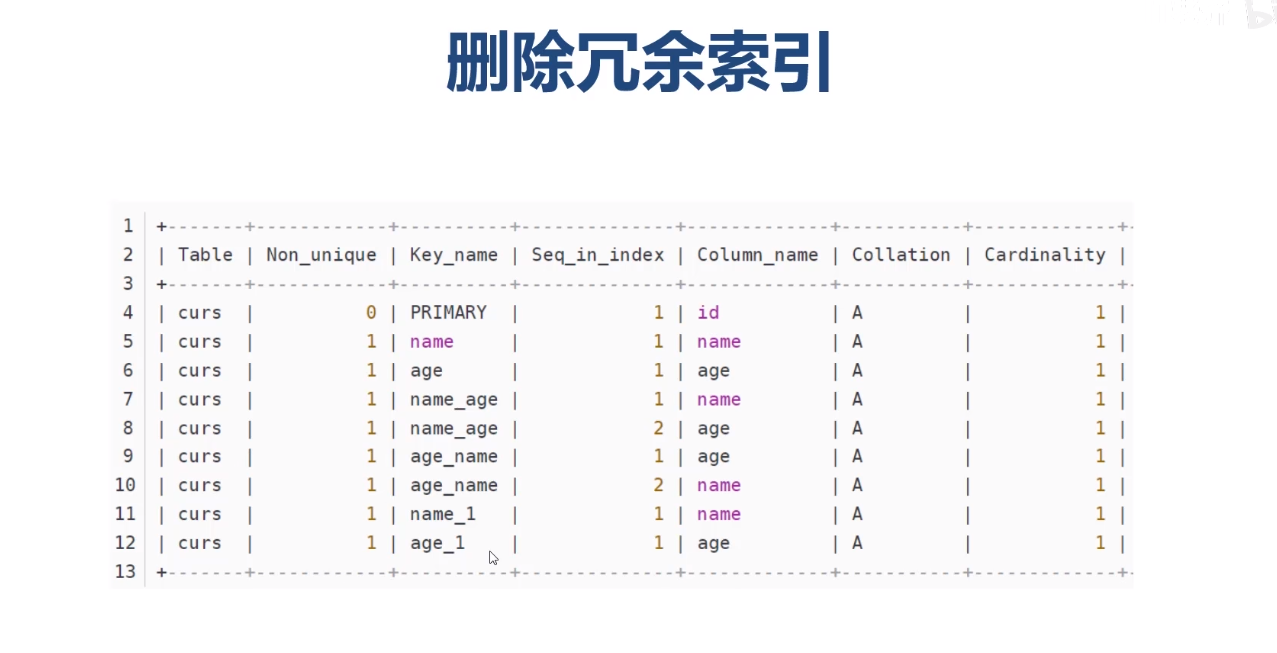 删除冗余索引
1 +-------+------------+----------+--------------+-------------+-----------+-------------+-
2 | Table | Non_unique | Key_name | Seq_in_index | Column_name | Collation | Cardinality |
3 +-------+------------+----------+--------------+-------------+-----------+-------------+-
4 | curs  |          0 | PRIMARY  |            1 | id          | A         |           1 |
5 | curs  |          1 | name     |            1 | name        | A         |           1 |
6 | curs  |          1 | age      |            1 | age         | A         |           1 |
7 | curs  |          1 | name_age |            1 | name        | A         |           1 |
8 | curs  |          1 | name_age |            2 | age         | A         |           1 |
9 | curs  |          1 | age_name |            1 | age         | A         |           1 |
10 | curs  |          1 | age_name |            2 | name        | A         |           1 |
11 | curs  |          1 | name_1   |            1 | name        | A         |           1 |
12 | curs  |          1 | age_1    |            1 | age         | A         |           1 |
13 +-------+------------+----------+--------------+-------------+-----------+-------------+-